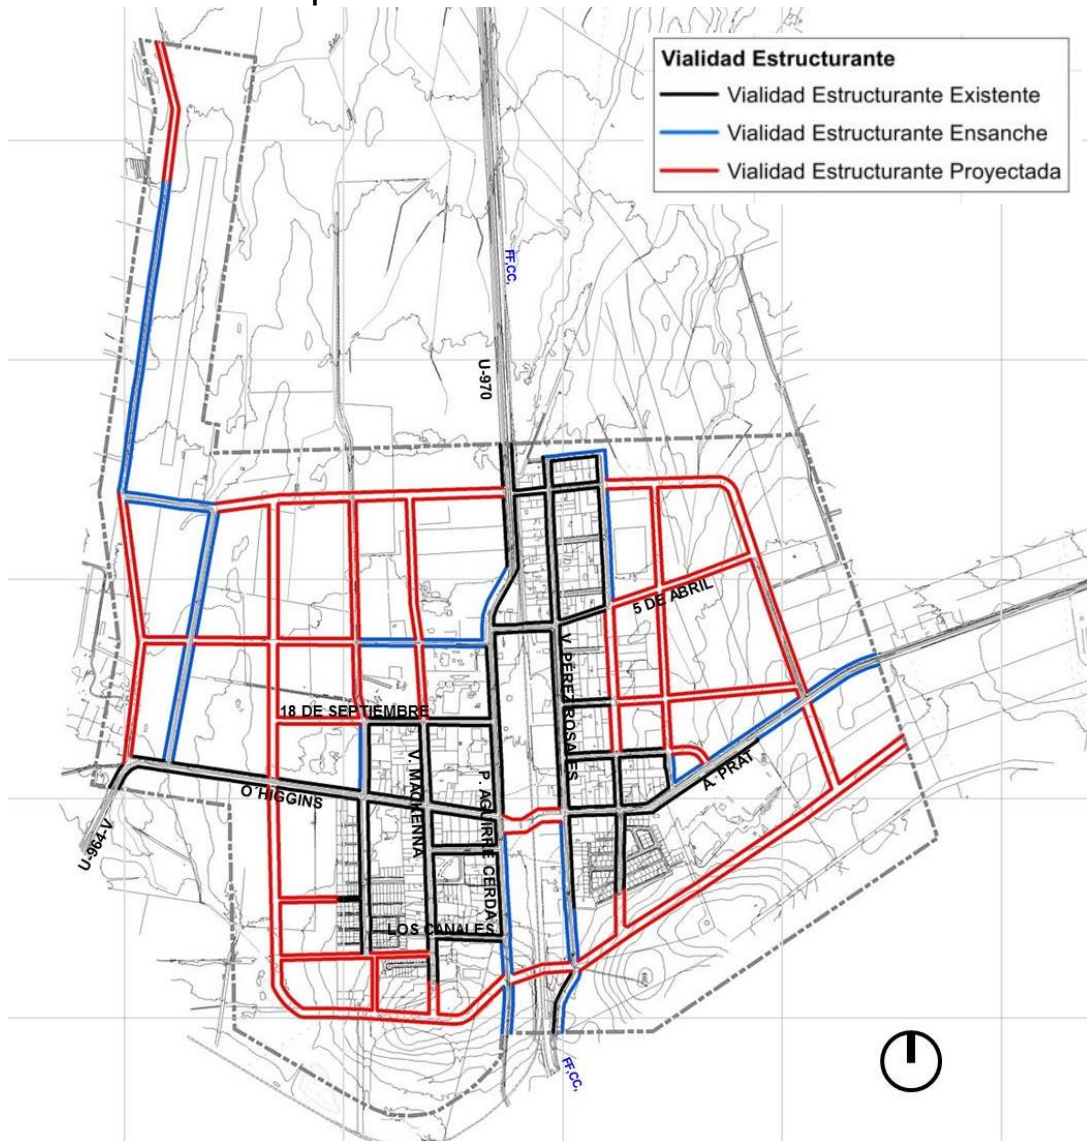 Vialidad Estructurante
Vialidad Estructurante Existente
Vialidad Estructurante Ensanche
Vialidad Estructurante Proyectada
FF,CC,
U-970
5 DE ABRIL
V. PÉREZ ROSALES
18 DE SEPTIEMBRE
V. MACKENNA
P. AGUIRRE CERDA
A. PRAT
O'HIGGINS
U-964-V
LOS CANALES
FF,CC,